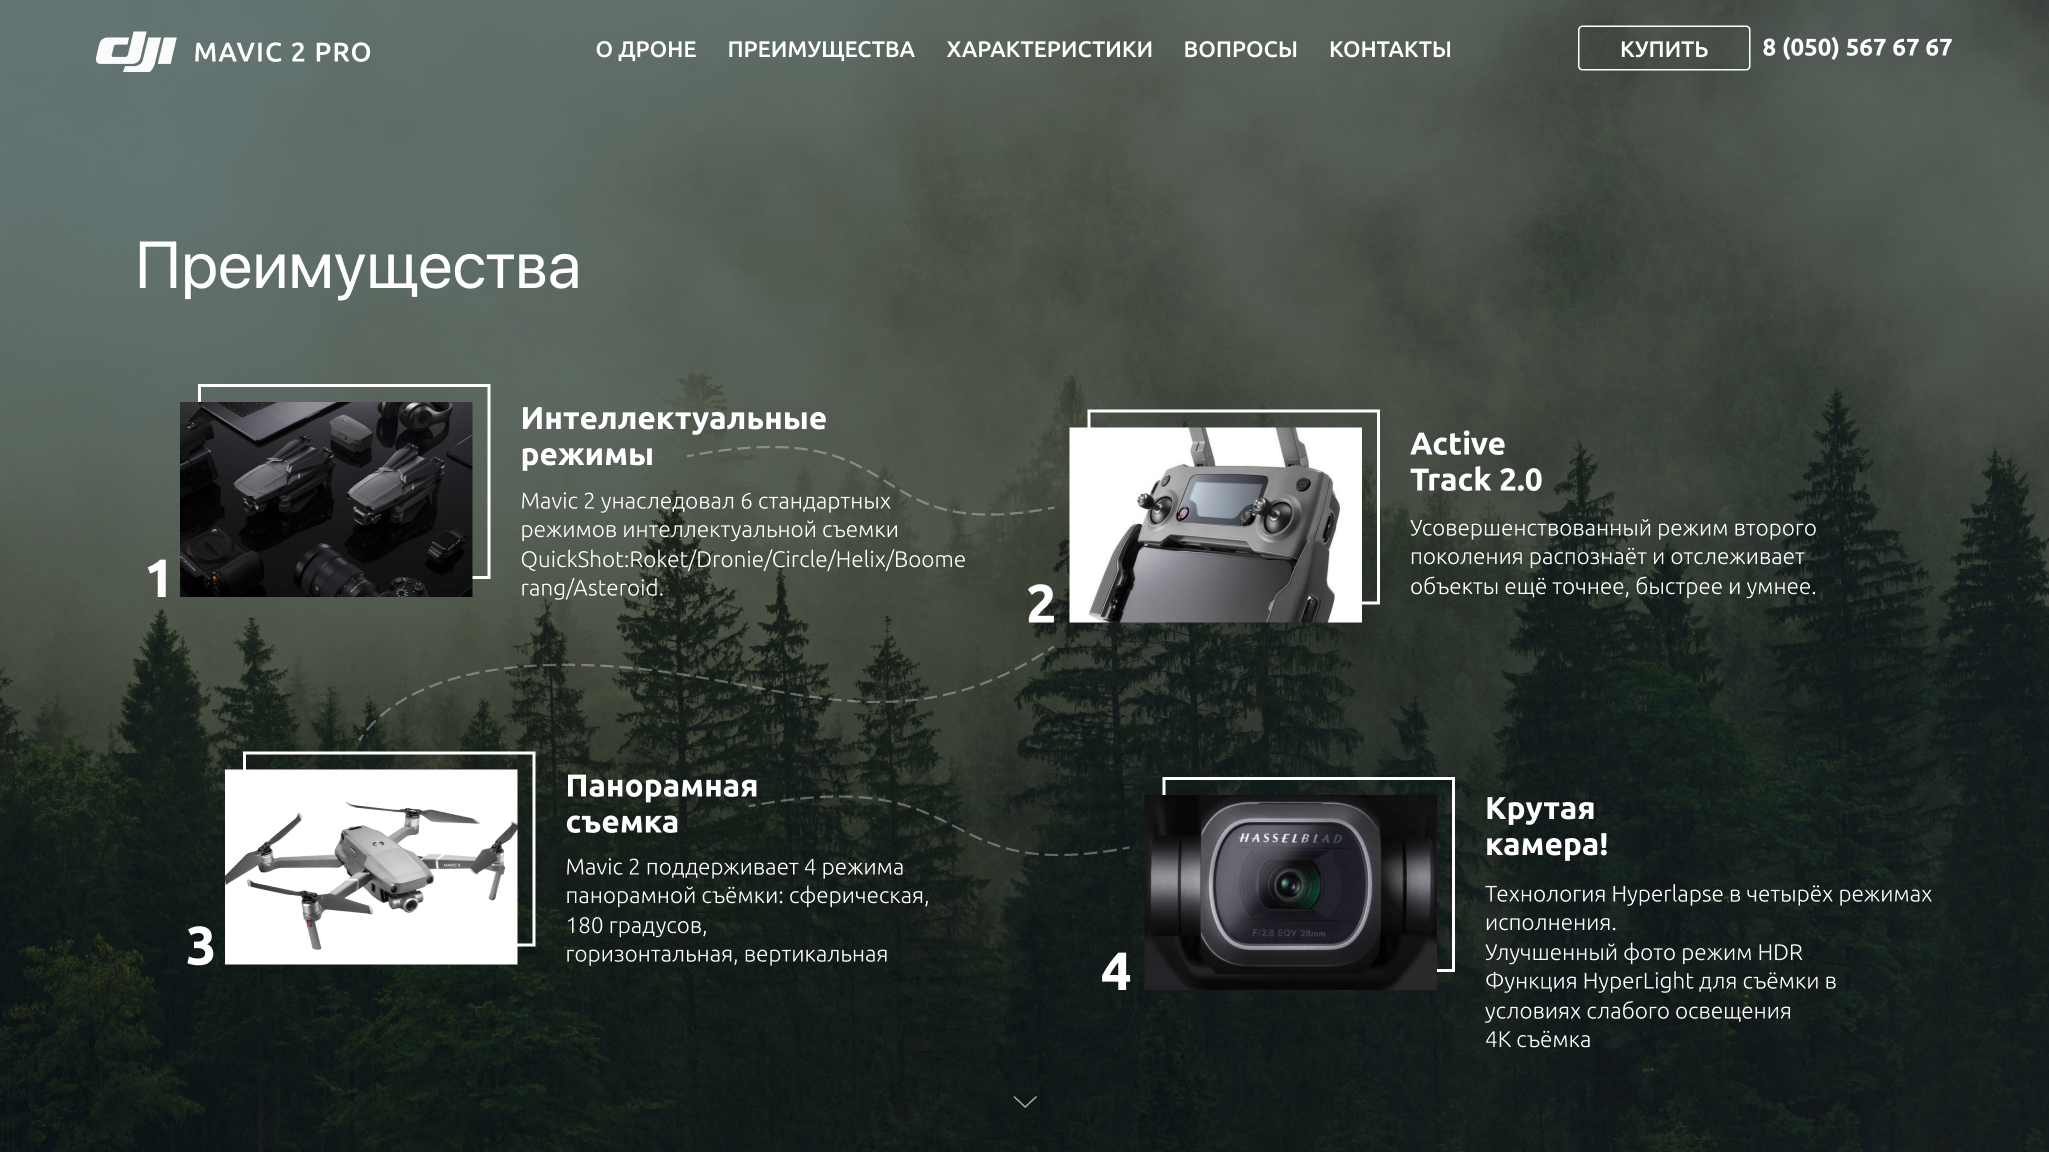 dji MAVIC 2 PRO
О ДРОНЕ ПРЕИМУЩЕСТВА ХАРАКТЕРИСТИКИ ВОПРОСЫ КОНТАКТЫ
КУПИТЬ 8 (050) 567 67 67
Преимущества
1
Интеллектуальные
режимы
Mavic 2 унаследовал 6 стандартных
режимов интеллектуальной съемки
QuickShot:Roket/Dronie/Circle/Helix/Boome
rang/Asteroid.
2
Active
Track 2.0
Усовершенствованный режим второго
поколения распознаёт и отслеживает
объекты ещё точнее, быстрее и умнее.
3
MAVIC 2
Панорамная
съемка
Mavic 2 поддерживает 4 режима
панорамной съёмки: сферическая,
180 градусов,
горизонтальная, вертикальная
4
HASSELBLAD
F/2.8 EQV 28mm
Крутая
камера!
Технология Hyperlapse в четырёх режимах
исполнения.
Улучшенный фото режим HDR
Функция HyperLight для съёмки в
условиях слабого освещения
4K съёмка